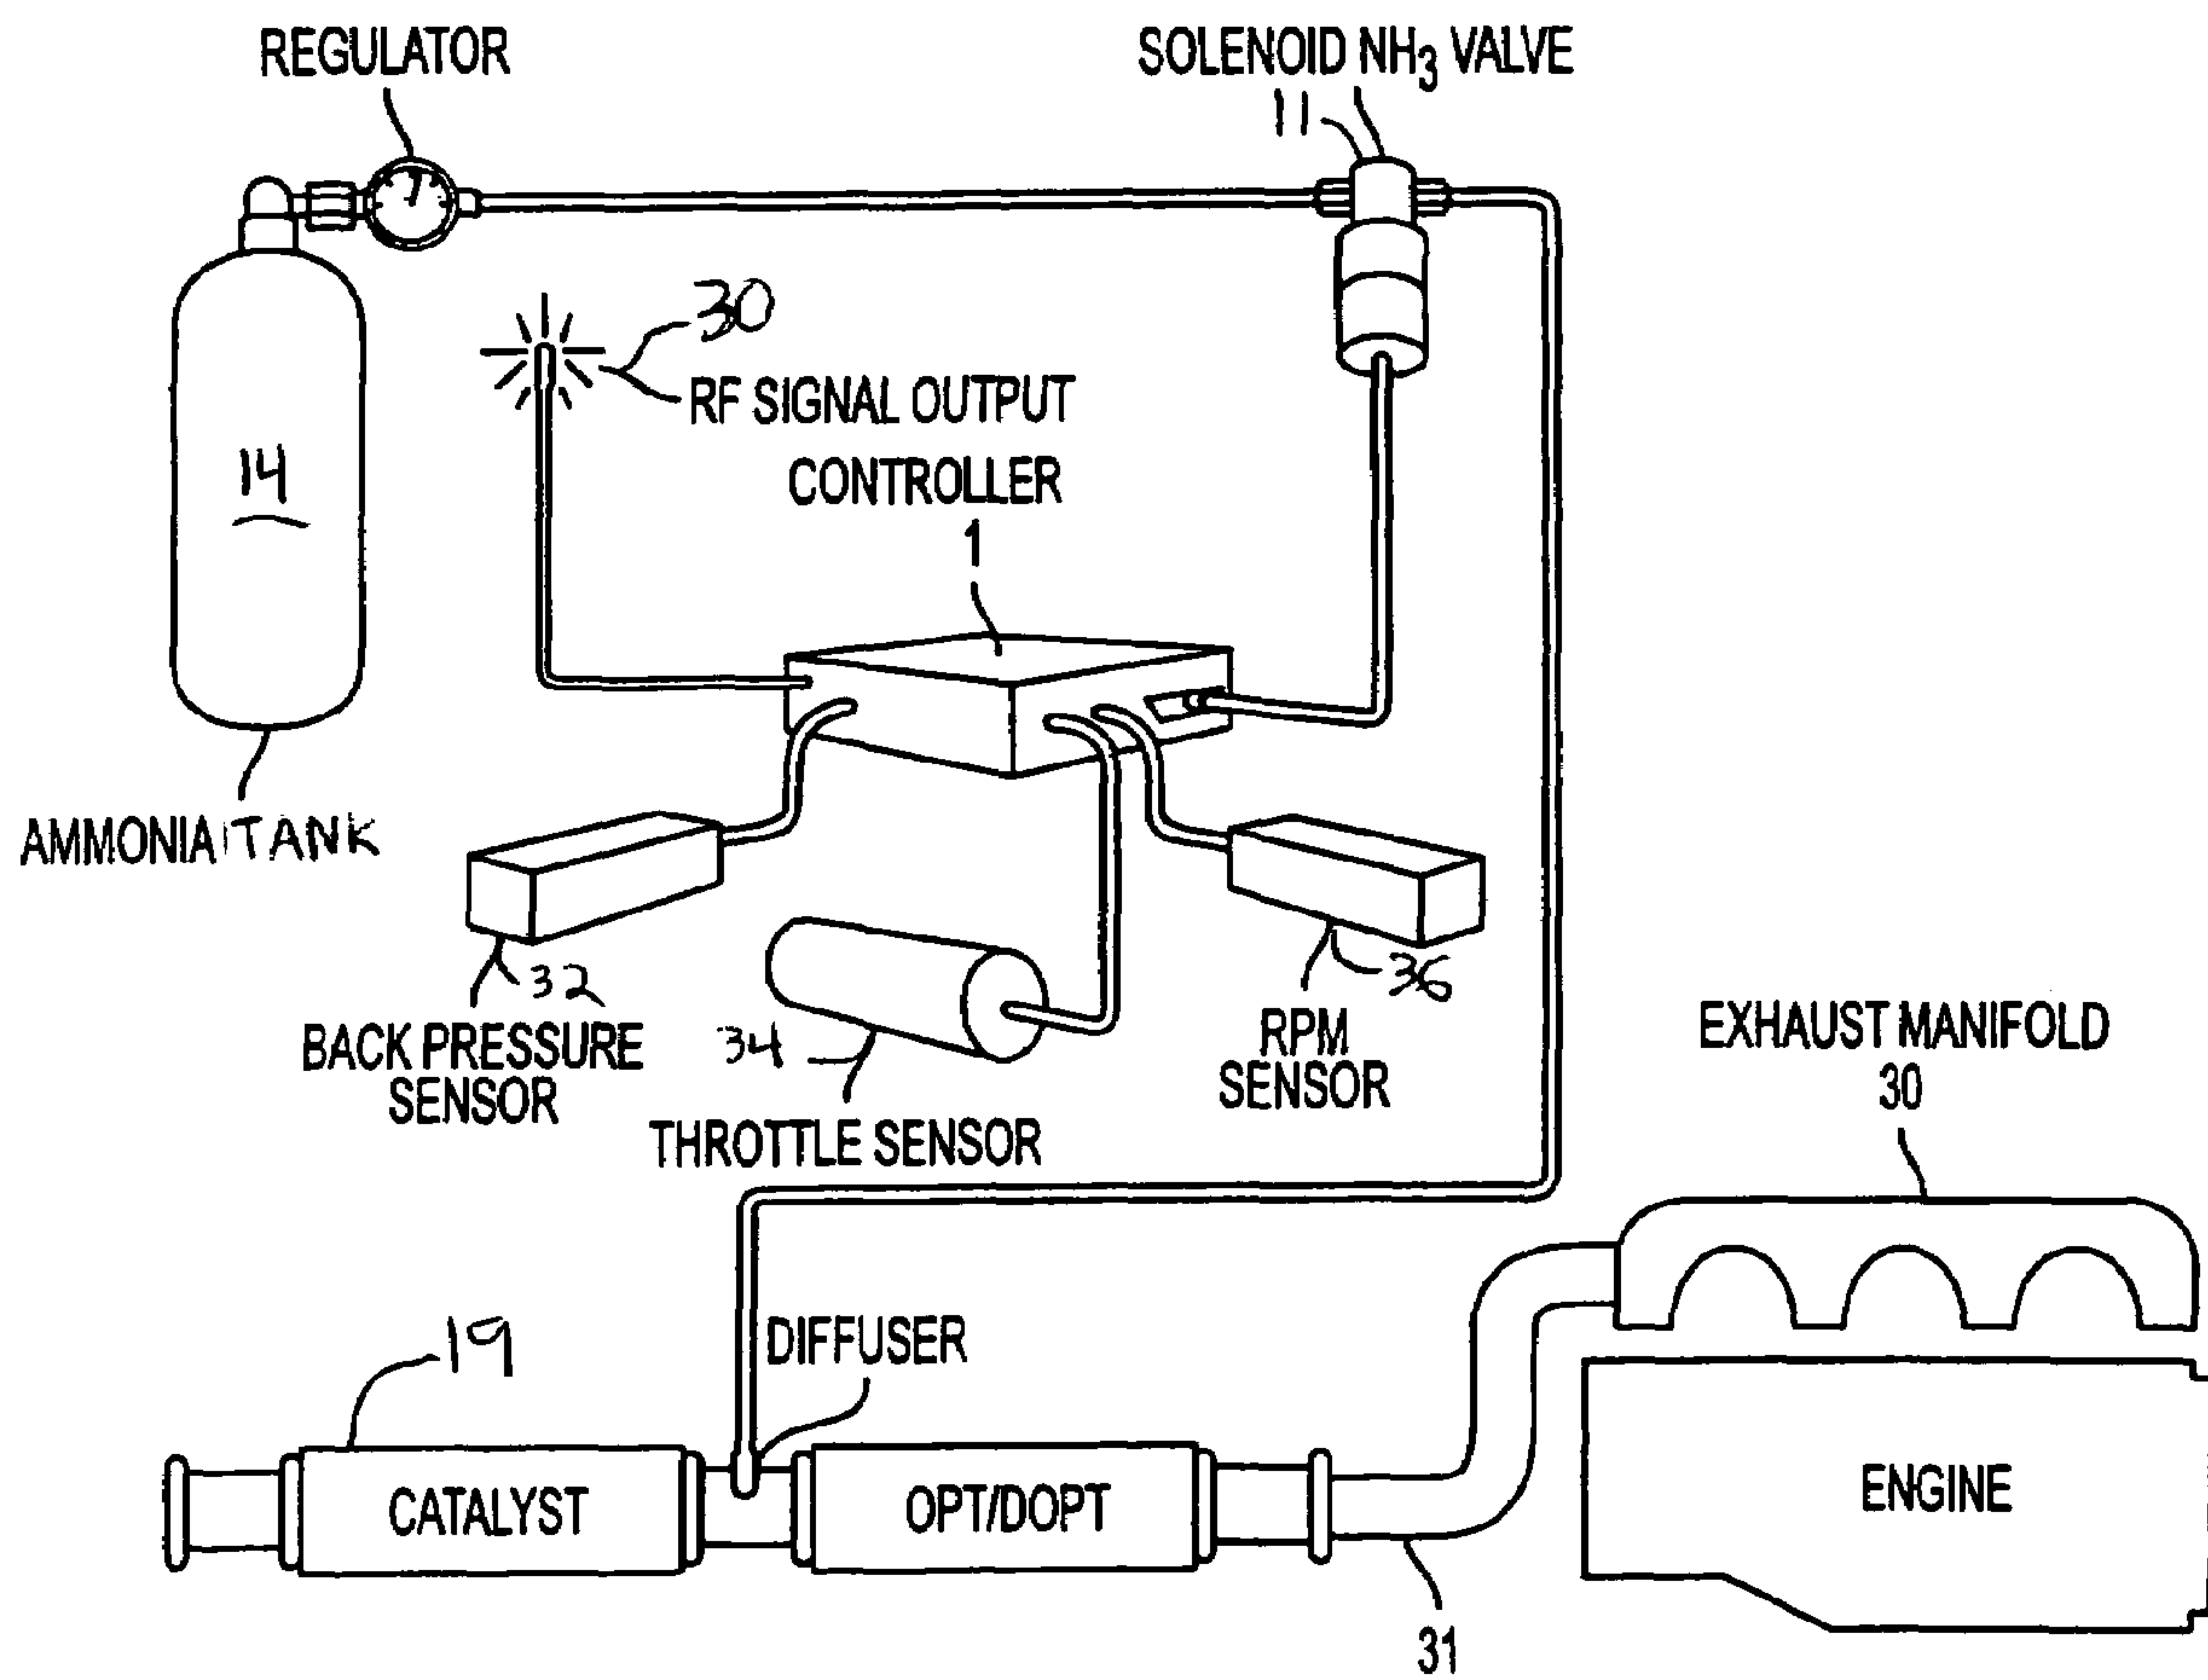 REGULATOR
SOLENOID NH₃ VALVE
11
30
RF SIGNAL OUTPUT
CONTROLLER
1
14
AMMONIA TANK
32
BACK PRESSURE
SENSOR
34
THROTTLE SENSOR
36
RPM
SENSOR
EXHAUST MANIFOLD
30
DIFFUSER
19
CATALYST
OPT/DOPT
ENGINE
31